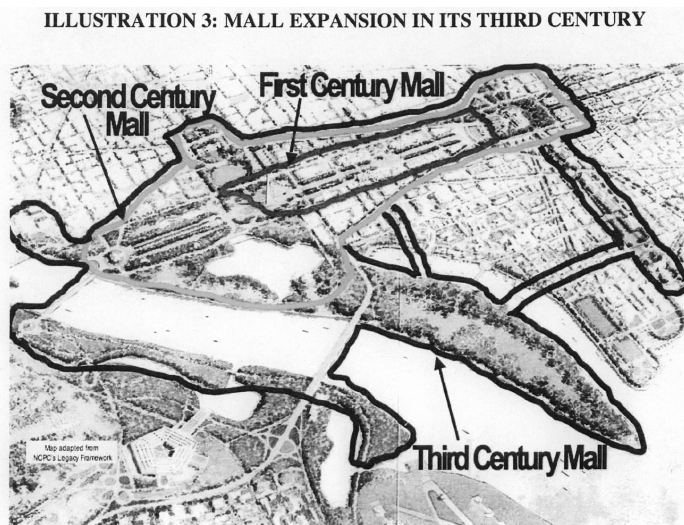 ILLUSTRATION 3: MALL EXPANSION IN ITS THIRD CENTURY
Second Century
Mall
First Century Mall
Map adapted from
NCPC's Legacy Framework
Third Century Mall